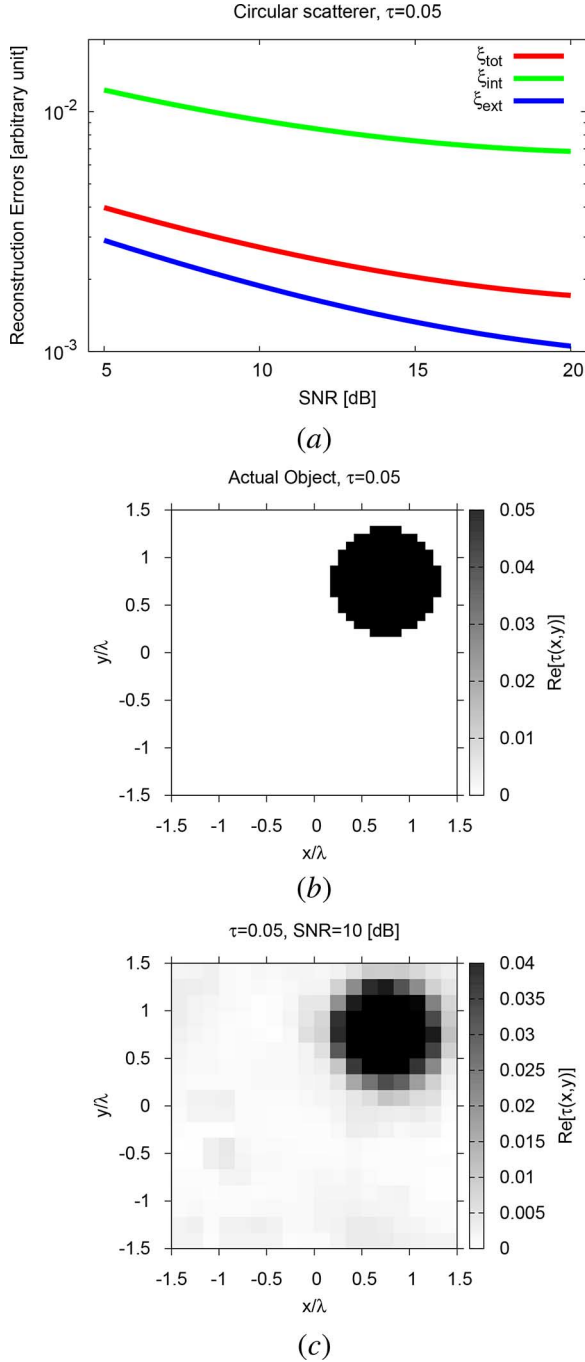 Circular scatterer, τ=0.05
Reconstruction Errors [arbitrary unit]
10⁻²
10⁻³
ξtot
ξint
ξext
5 10 15 20
SNR [dB]
(a)
Actual Object, τ=0.05
1.5
1
0.5
0
-0.5
-1
-1.5
y/λ
-1.5 -1 -0.5 0 0.5 1 1.5
x/λ
0.05
0.04
0.03
0.02
0.01
0
Re[τ(x,y)]
(b)
τ=0.05, SNR=10 [dB]
1.5
1
0.5
0
-0.5
-1
-1.5
y/λ
-1.5 -1 -0.5 0 0.5 1 1.5
x/λ
0.04
0.035
0.03
0.025
0.02
0.015
0.01
0.005
0
Re[τ(x,y)]
(c)